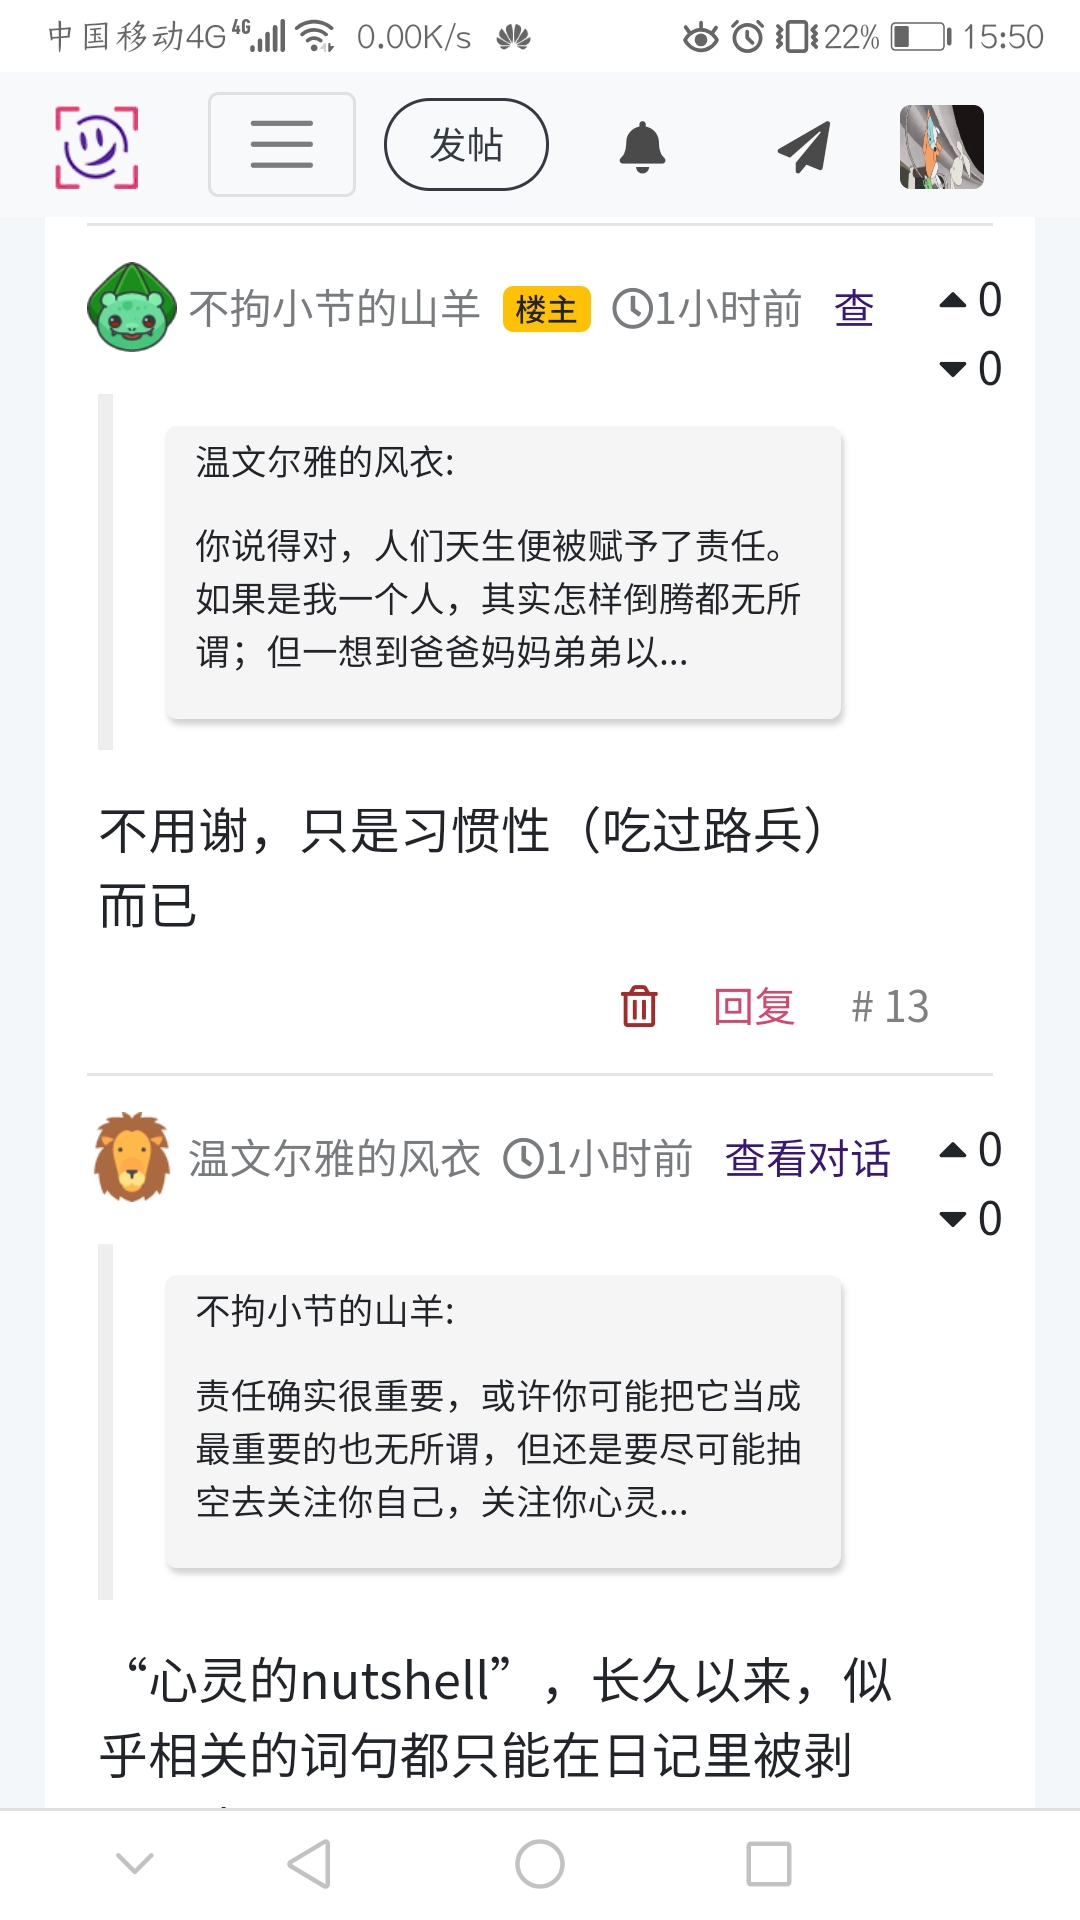 中国移动4G 4G 0.00K/s 22% 15:50
发帖
不拘小节的山羊 楼主 1小时前 查 0
0
温文尔雅的风衣:
你说得对，人们天生便被赋予了责任。
如果是我一个人，其实怎样倒腾都无所
谓；但一想到爸爸妈妈弟弟以...
不用谢，只是习惯性（吃过路兵）
而已
回复 # 13
温文尔雅的风衣 1小时前 查看对话 0
0
不拘小节的山羊:
责任确实很重要，或许你可能把它当成
最重要的也无所谓，但还是要尽可能抽
空去关注你自己，关注你心灵...
“心灵的nutshell”，长久以来，似
乎相关的词句都只能在日记里被剥